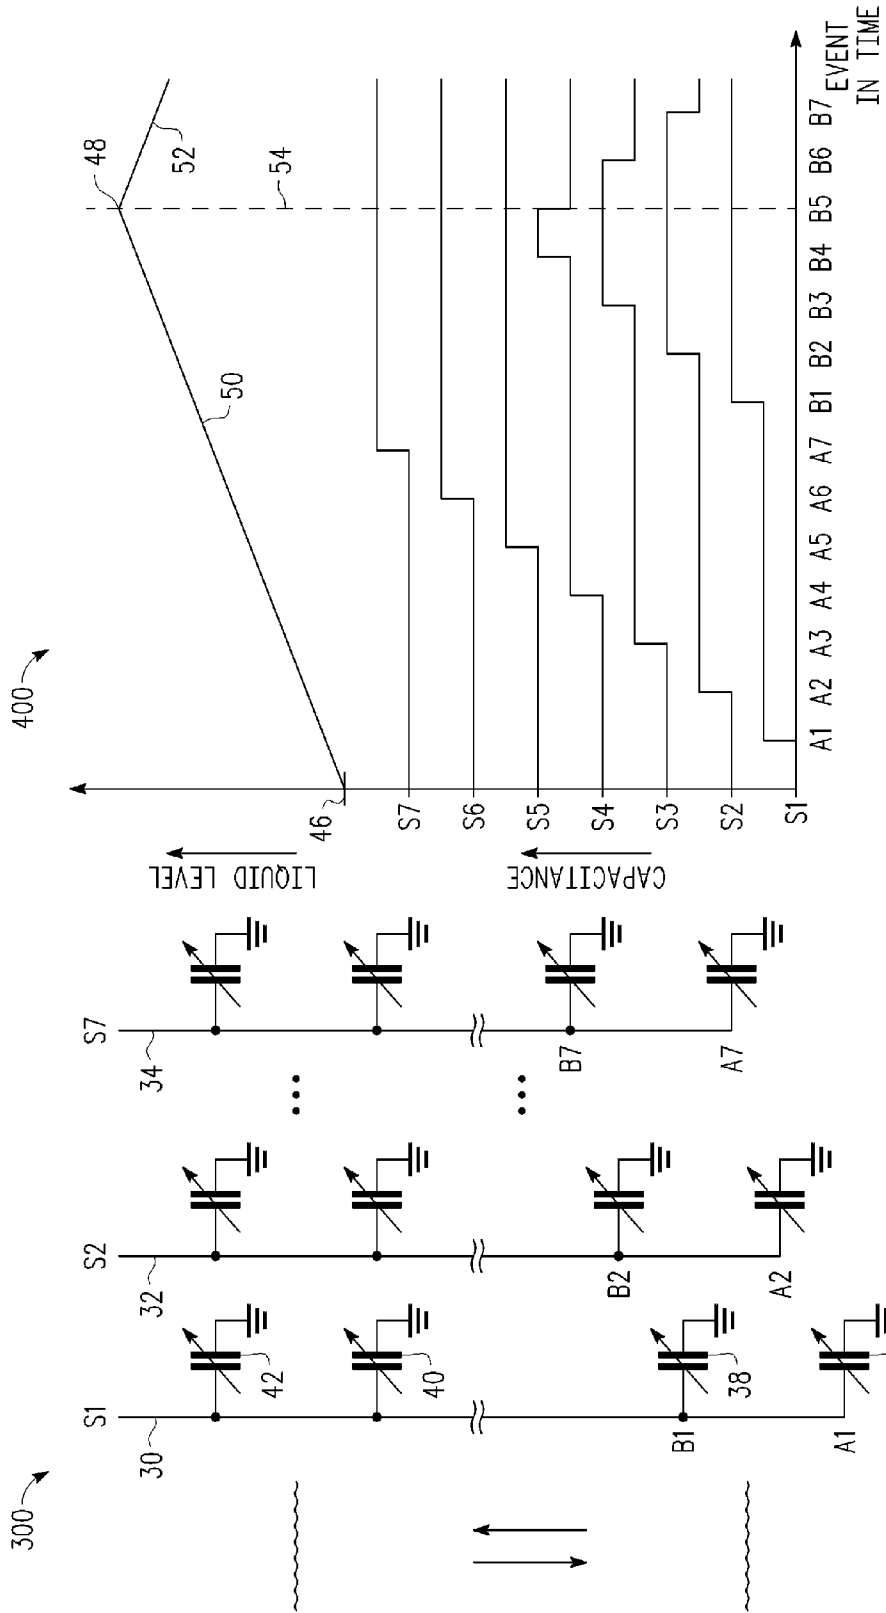 300
S1
30
42
40
38
B1
A1
S2
32
B2
A2
S7
34
B7
A7
400
LIQUID LEVEL
CAPACITANCE
46
48
50
52
54
S7
S6
S5
S4
S3
S2
S1
A1 A2 A3 A4 A5 A6 A7 B1 B2 B3 B4 B5 B6 B7
EVENT
IN TIME